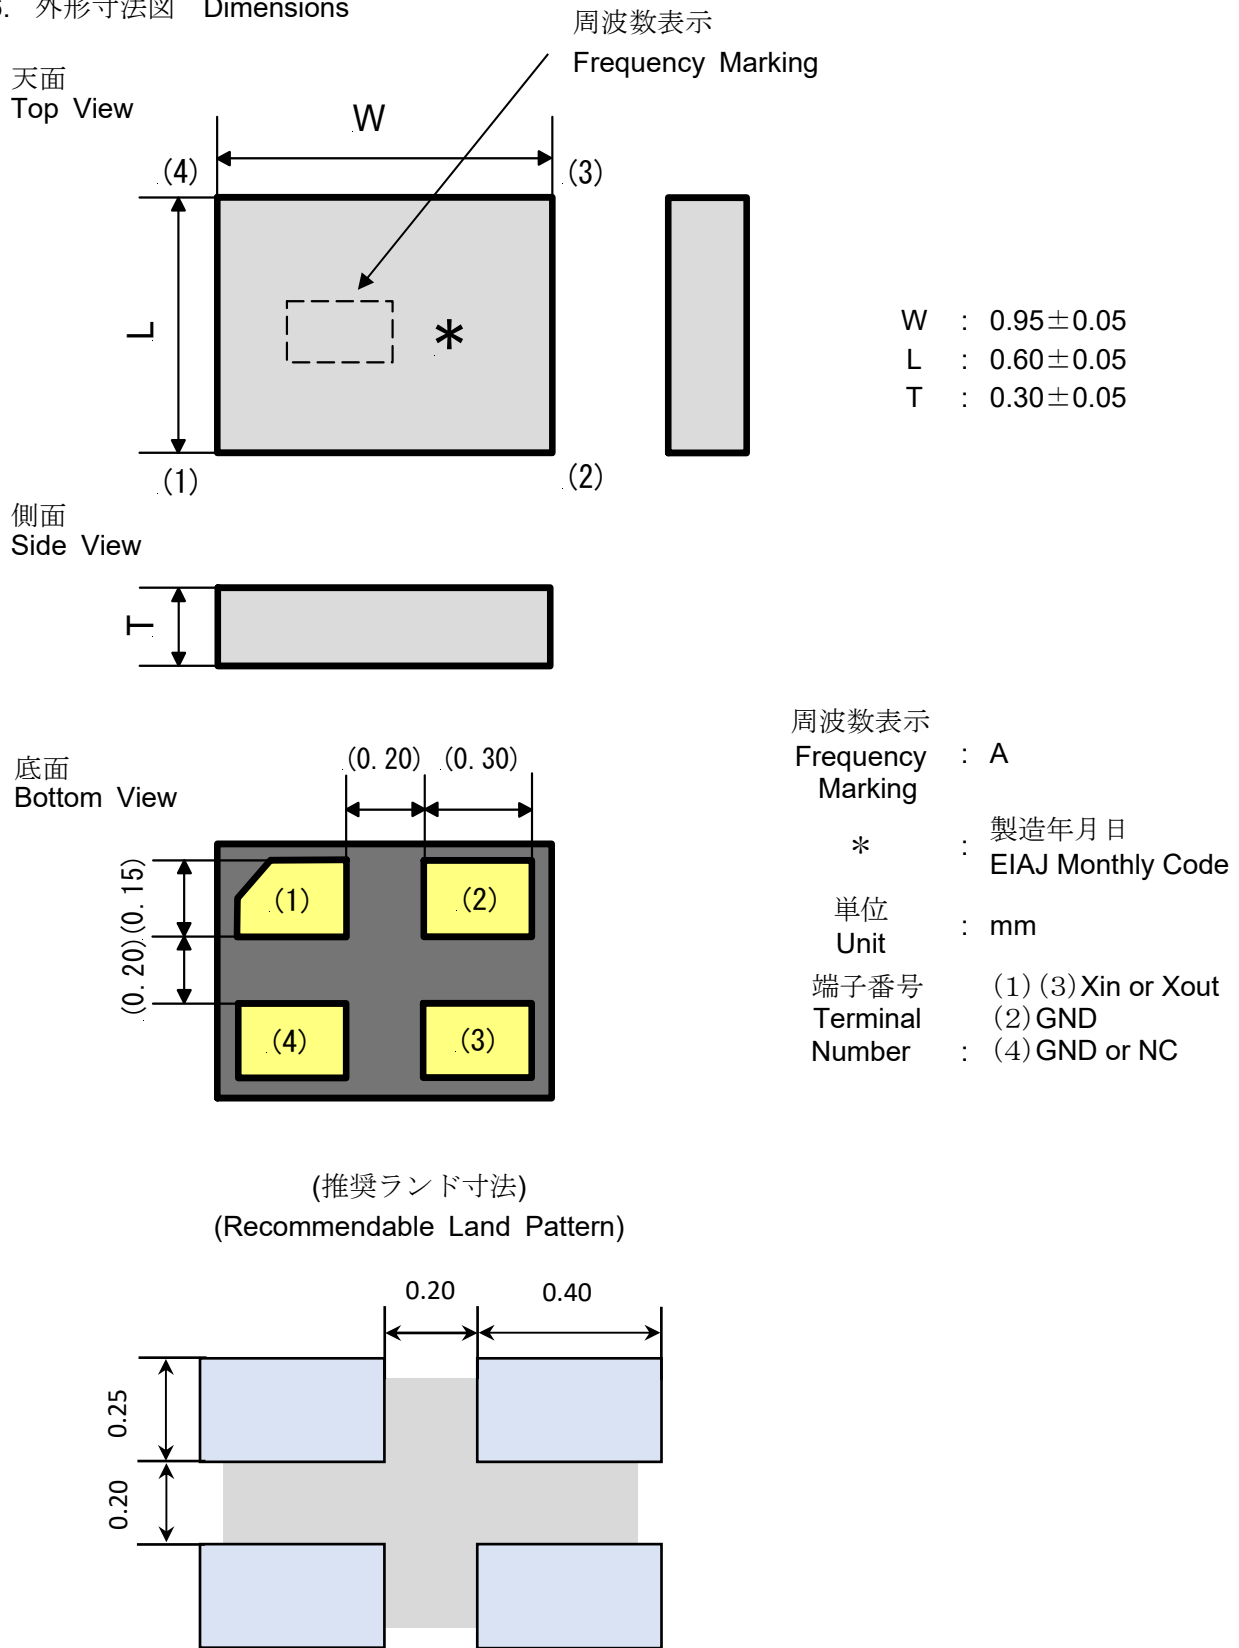 外形寸法図 Dimensions
周波数表示
Frequency Marking
天面
Top View
W
(4)
(3)
L
*
W : 0.95±0.05
L : 0.60±0.05
T : 0.30±0.05
(1)
(2)
側面
Side View
T
底面
Bottom View
(0.20)
(0.30)
(0.15)
(0.20)
(1)
(2)
(4)
(3)
周波数表示
Frequency : A
Marking
* : 製造年月日
EIAJ Monthly Code
単位
Unit : mm
端子番号 (1)(3)Xin or Xout
Terminal (2)GND
Number : (4)GND or NC
(推奨ランド寸法)
(Recommendable Land Pattern)
0.20
0.40
0.25
0.20